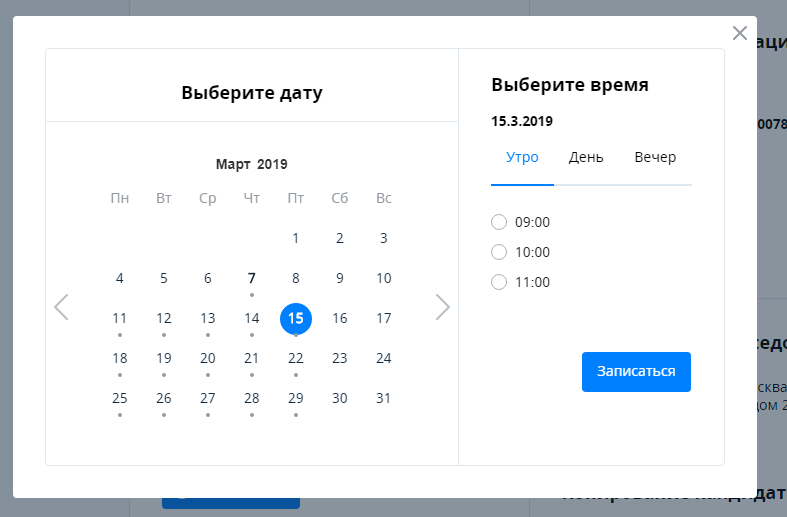 Выберите дату
Март 2019
Пн Вт Ср Чт Пт Сб Вс
1 2 3
4 5 6 7 8 9 10
11 12 13 14 15 16 17
18 19 20 21 22 23 24
25 26 27 28 29 30 31
Выберите время
15.3.2019
Утро День Вечер
09:00
10:00
11:00
Записаться
0078
дом 2